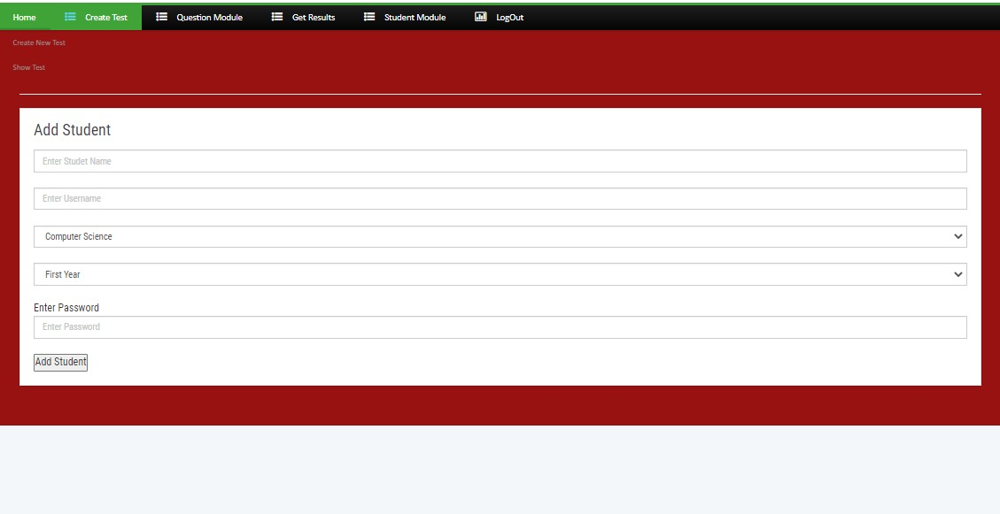 Home Create Test Question Module Get Results Student Module LogOut
Create New Test
Show Test
Add Student
Enter Studet Name
Enter Username
Computer Science
First Year
Enter Password
Enter Password
Add Student